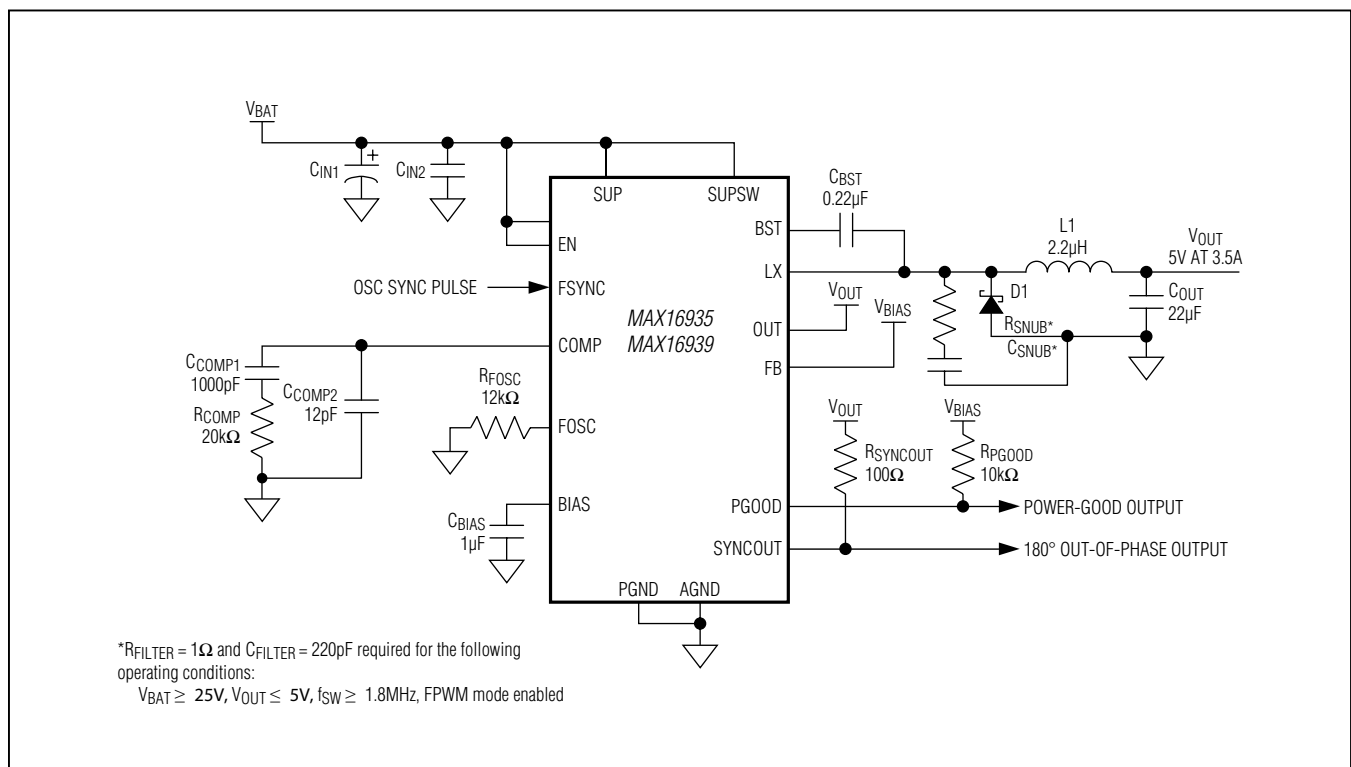 VBAT
CIN1
+
CIN2
SUP
SUPSW
CBST
0.22µF
BST
EN
LX
L1
2.2µH
VOUT
5V AT 3.5A
OSC SYNC PULSE
FSYNC
MAX16935
MAX16939
VOUT
VBIAS
D1
RSNUB*
CSNUB*
COUT
22µF
OUT
COMP
FB
CCOMP1
1000pF
CCOMP2
12pF
RCOMP
20kΩ
RFOSC
12kΩ
FOSC
VOUT
VBIAS
RSYNCOUT
100Ω
RPGOOD
10kΩ
BIAS
CBIAS
1µF
PGOOD
POWER-GOOD OUTPUT
SYNCOUT
180° OUT-OF-PHASE OUTPUT
PGND
AGND
*RFILTER = 1Ω and CFILTER = 220pF required for the following
operating conditions:
VBAT ≥ 25V, VOUT ≤ 5V, fSW ≥ 1.8MHz, FPWM mode enabled